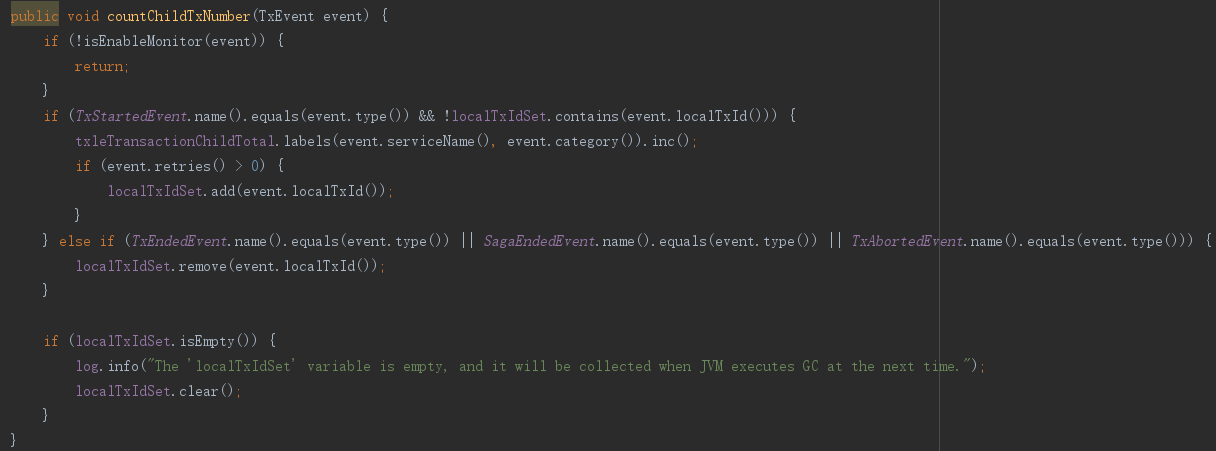 public void countChildTxNumber(TxEvent event) {
    if (!isEnableMonitor(event)) {
        return;
    }
    if (TxStartedEvent.name().equals(event.type()) && !localTxIdSet.contains(event.localTxId())) {
        txleTransactionChildTotal.labels(event.serviceName(), event.category()).inc();
        if (event.retries() > 0) {
            localTxIdSet.add(event.localTxId());
        }
    } else if (TxEndedEvent.name().equals(event.type()) || SagaEndedEvent.name().equals(event.type()) || TxAbortedEvent.name().equals(event.type())) {
        localTxIdSet.remove(event.localTxId());
    }

    if (localTxIdSet.isEmpty()) {
        log.info("The 'localTxIdSet' variable is empty, and it will be collected when JVM executes GC at the next time.");
        localTxIdSet.clear();
    }
}